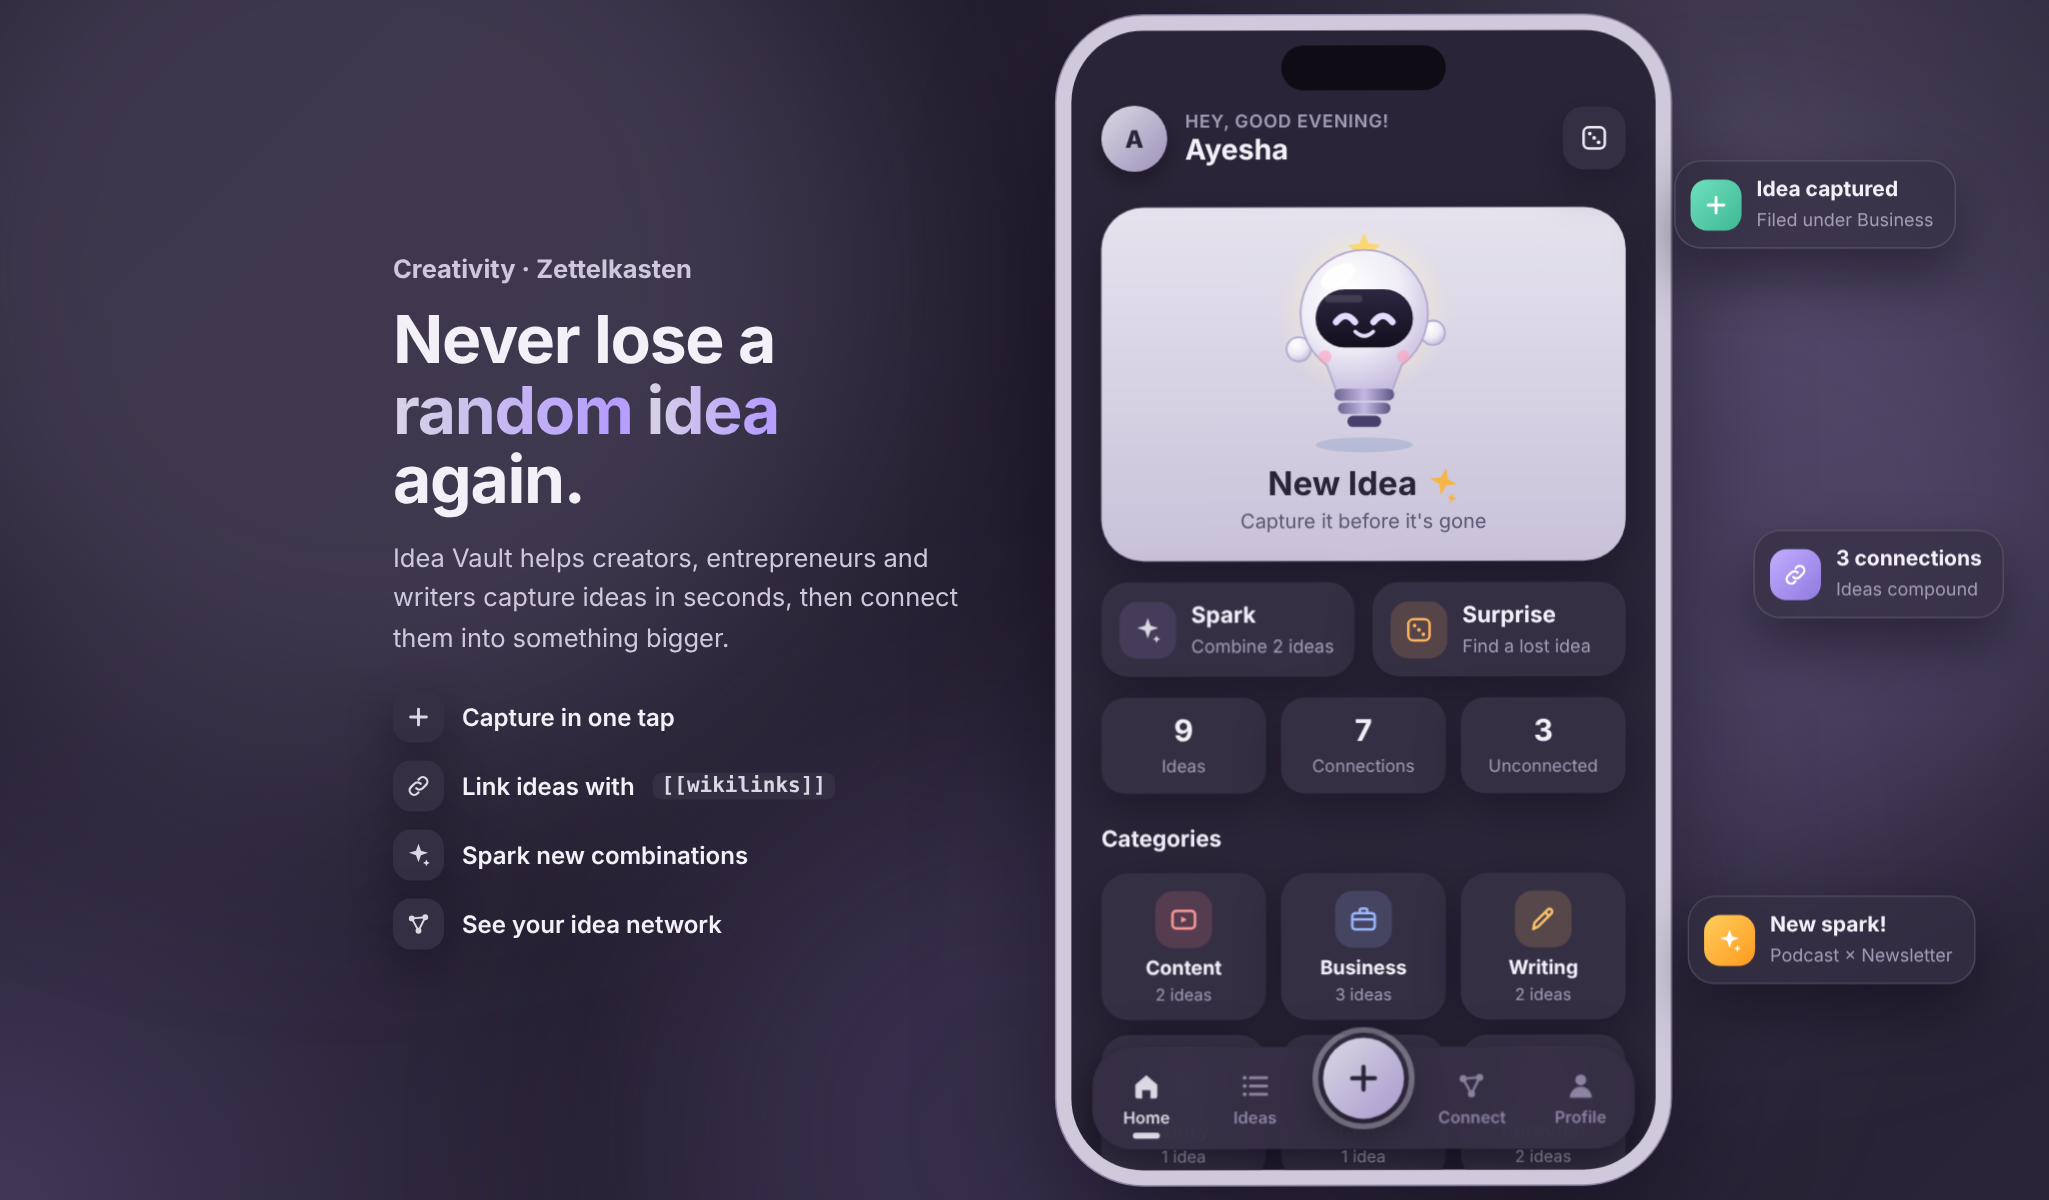 Creativity · Zettelkasten
Never lose a
random idea
again.
Idea Vault helps creators, entrepreneurs and
writers capture ideas in seconds, then connect
them into something bigger.
Capture in one tap
Link ideas with [[wikilinks]]
Spark new combinations
See your idea network
A
HEY, GOOD EVENING!
Ayesha
New Idea
Capture it before it's gone
Spark
Combine 2 ideas
Surprise
Find a lost idea
9
Ideas
7
Connections
3
Unconnected
Categories
Content
2 ideas
Business
3 ideas
Writing
2 ideas
Home
Ideas
Connect
Profile
1 idea
1 idea
2 ideas
Idea captured
Filed under Business
3 connections
Ideas compound
New spark!
Podcast × Newsletter